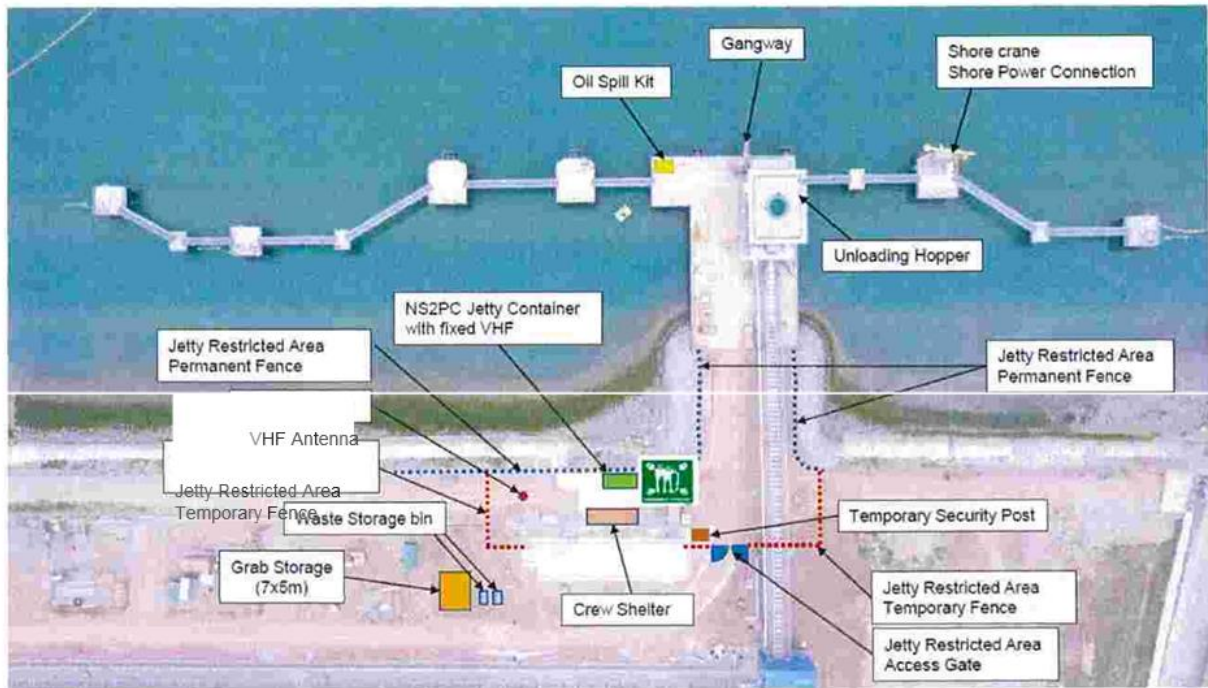 Gangway
Shore crane
Shore Power Connection
Oil Spill Kit
Unloading Hopper
NS2PC Jetty Container
with fixed VHF
Jetty Restricted Area
Permanent Fence
Jetty Restricted Area
Permanent Fence
VHF Antenna
Jetty Restricted Area
Temporary Fence
Waste Storage bin
Temporary Security Post
Grab Storage
(7x5m)
Crew Shelter
Jetty Restricted Area
Temporary Fence
Jetty Restricted Area
Access Gate